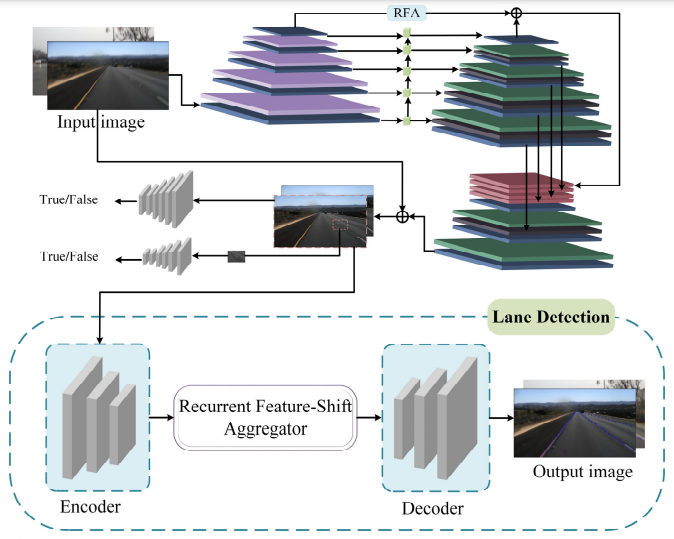 RFA
Input image
True/False
True/False
Lane Detection
Recurrent Feature-Shift
Aggregator
Output image
Encoder
Decoder